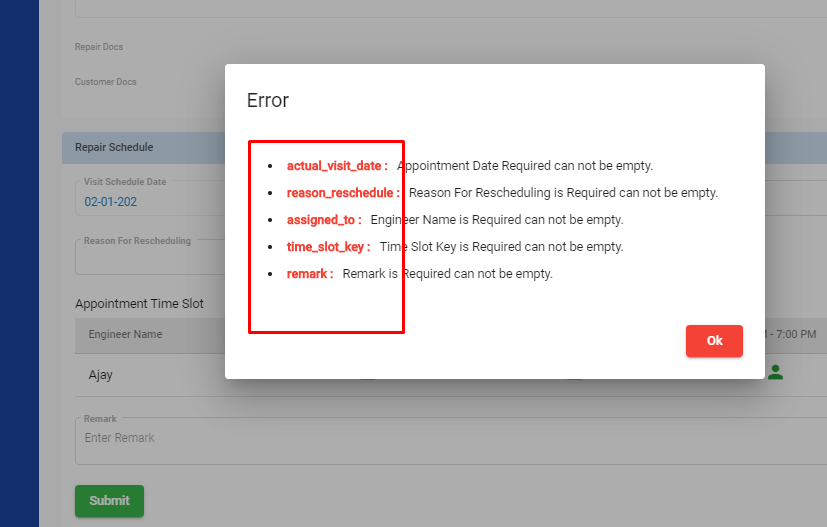 Repair Docs
Customer Docs
Error
actual_visit_date : Appointment Date Required can not be empty.
reason_reschedule : Reason For Rescheduling is Required can not be empty.
assigned_to : Engineer Name is Required can not be empty.
time_slot_key : Time Slot Key is Required can not be empty.
remark : Remark is Required can not be empty.
Ok
Repair Schedule
Visit Schedule Date
02-01-202
Reason For Rescheduling
Appointment Time Slot
Engineer Name
- 7:00 PM
Ajay
Remark
Enter Remark
Submit